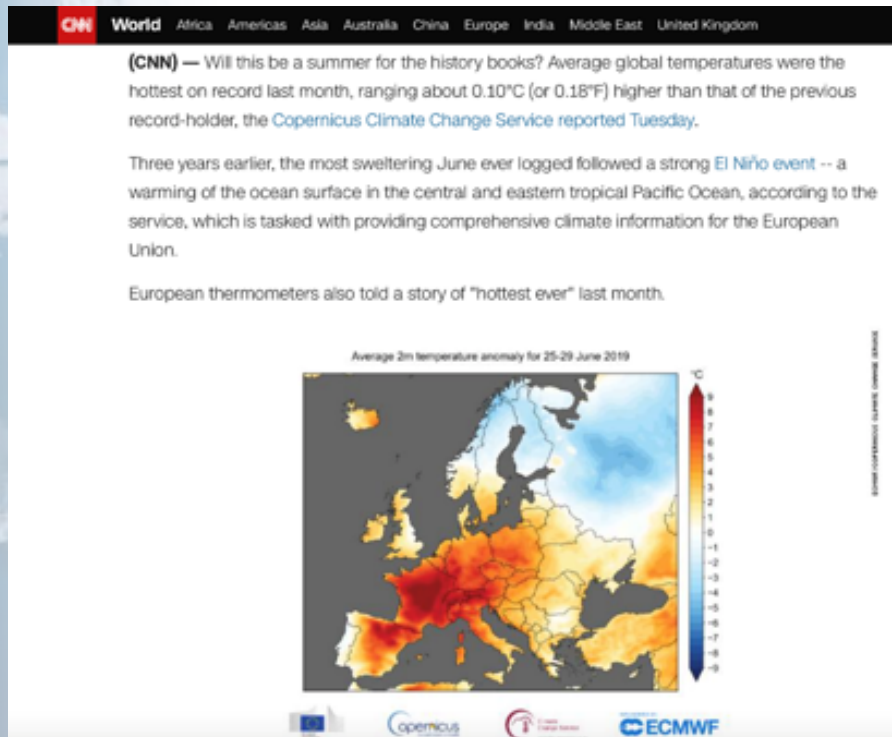 CNN World Africa Americas Asia Australia China Europe India Middle East United Kingdom
(CNN) — Will this be a summer for the history books? Average global temperatures were the
hottest on record last month, ranging about 0.10°C (or 0.18°F) higher than that of the previous
record-holder, the Copernicus Climate Change Service reported Tuesday.
Three years earlier, the most sweltering June ever logged followed a strong El Niño event -- a
warming of the ocean surface in the central and eastern tropical Pacific Ocean, according to the
service, which is tasked with providing comprehensive climate information for the European
Union.
European thermometers also told a story of "hottest ever" last month.
Average 2m temperature anomaly for 25-29 June 2019
°C
9
8
7
6
5
4
3
2
1
0
-1
-2
-3
-4
-5
-6
-7
-8
-9
opernicus
Climate
Change Service
ECMWF